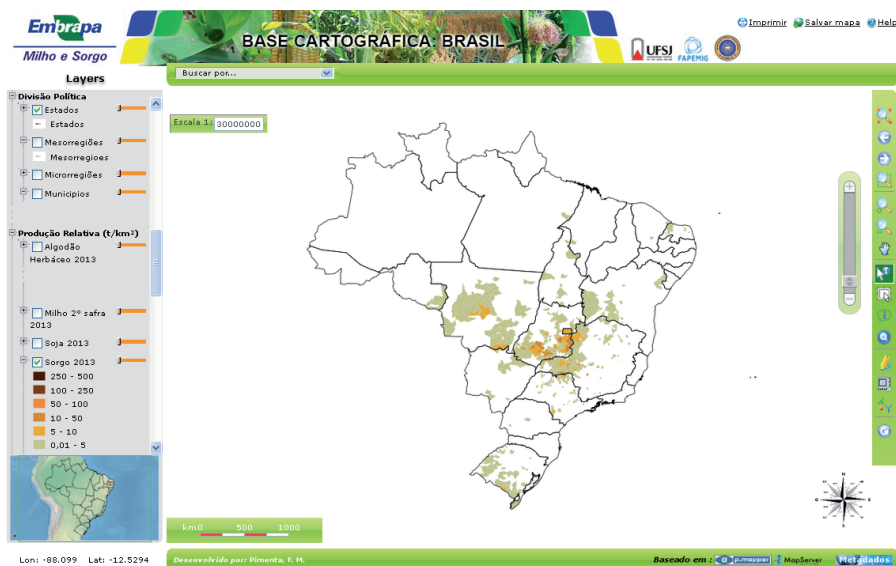 Embrapa
Milho e Sorgo
BASE CARTOGRÁFICA: BRASIL
UFSJ
FAPEMIG
Imprimir Salvar mapa Help
Layers
Buscar por...
Divisão Política
Estados
Estados
Mesorregiões
Mesorregioes
Microrregiões
Municipios
Produção Relativa (t/km²)
Algodão
Herbáceo 2013
Milho 2º safra
2013
Soja 2013
Sorgo 2013
250 - 500
100 - 250
50 - 100
10 - 50
5 - 10
0,01 - 5
Escala 1: 30000000
N
km0 500 1000
Lon: -88.099 Lat: -12.5294
Desenvolvido por: Pimenta, F. M.
Baseado em : p.mapper MapServer Metadados